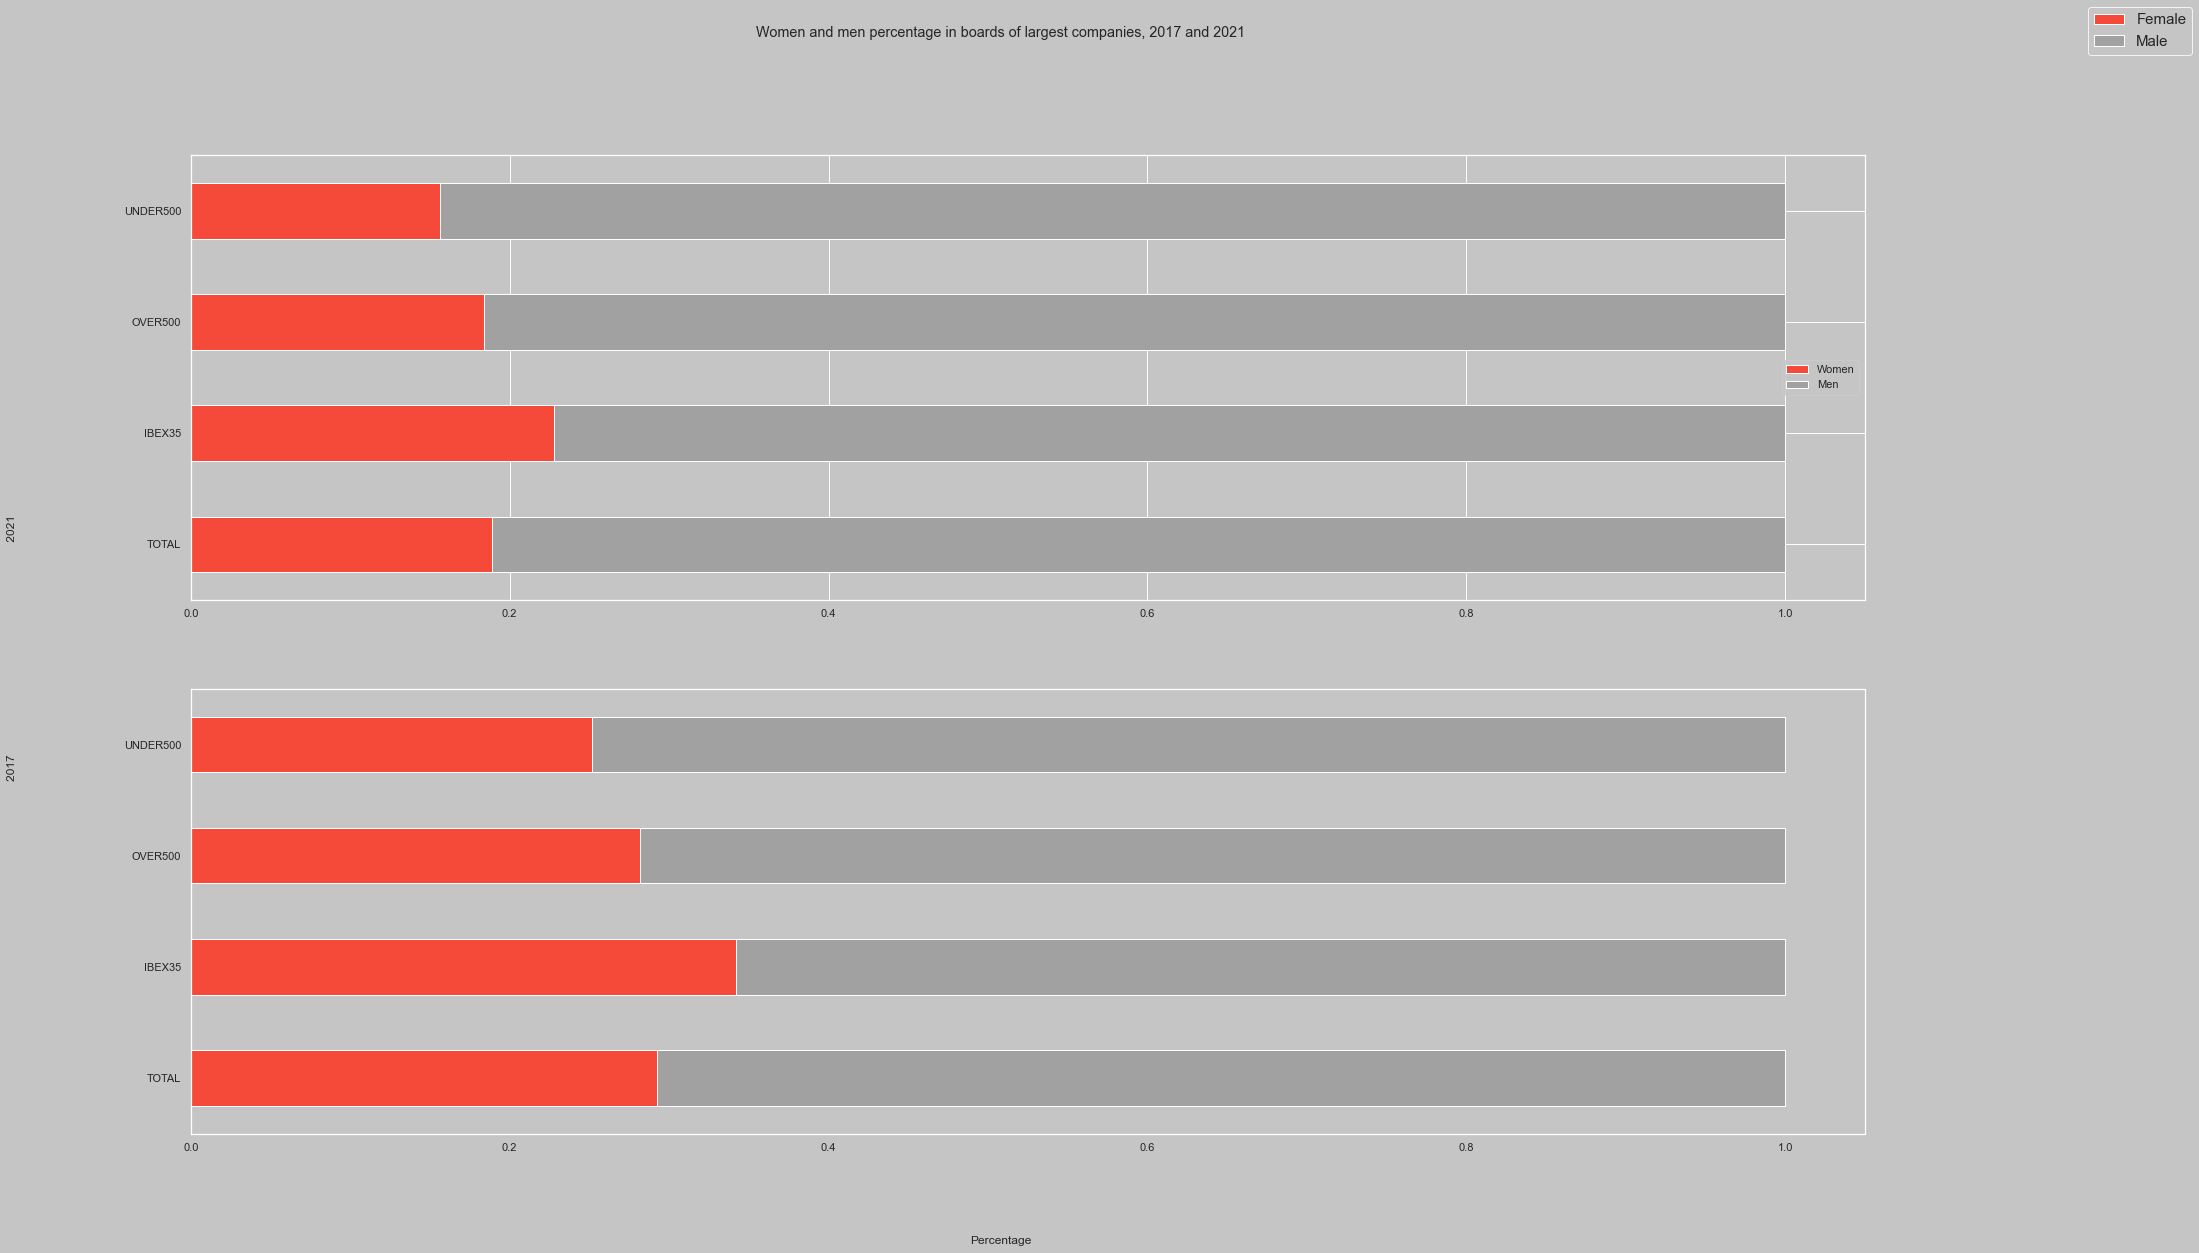 Women and men percentage in boards of largest companies, 2017 and 2021
Female
Male
UNDER500
OVER500
Women
Men
IBEX35
2021
TOTAL
0.0 0.2 0.4 0.6 0.8 1.0
UNDER500
2017
OVER500
IBEX35
TOTAL
0.0 0.2 0.4 0.6 0.8 1.0
Percentage